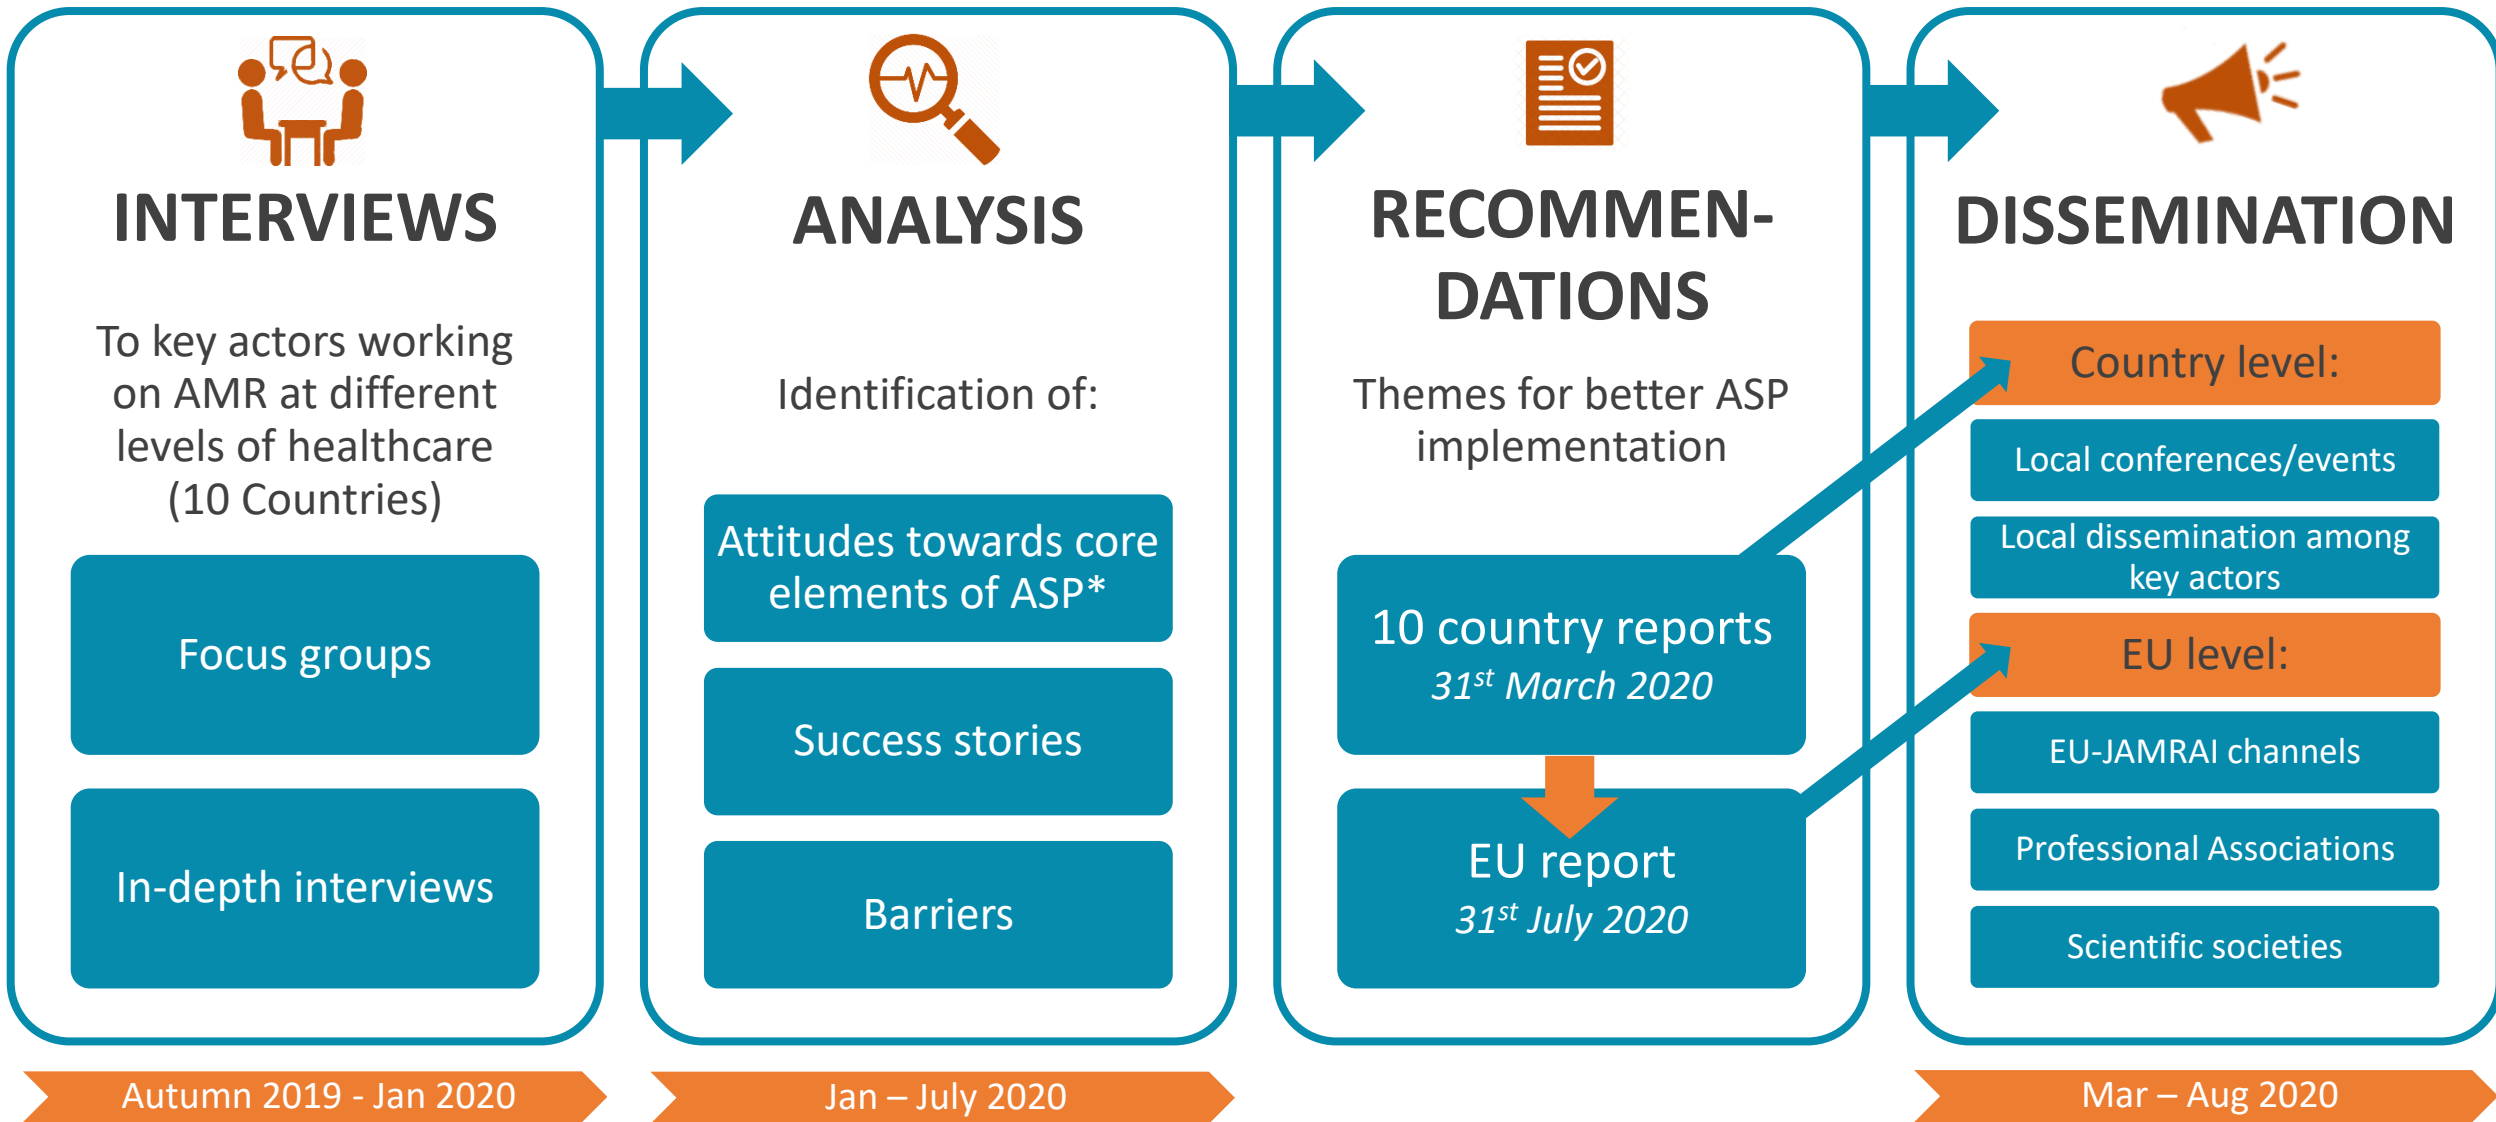 INTERVIEWS
To key actors working
on AMR at different
levels of healthcare
(10 Countries)
Focus groups
In-depth interviews
Autumn 2019 - Jan 2020
ANALYSIS
Identification of:
Attitudes towards core
elements of ASP*
Success stories
Barriers
Jan – July 2020
RECOMMEN-
DATIONS
Themes for better ASP
implementation
10 country reports
31st March 2020
EU report
31st July 2020
DISSEMINATION
Country level:
Local conferences/events
Local dissemination among
key actors
EU level:
EU-JAMRAI channels
Professional Associations
Scientific societies
Mar – Aug 2020